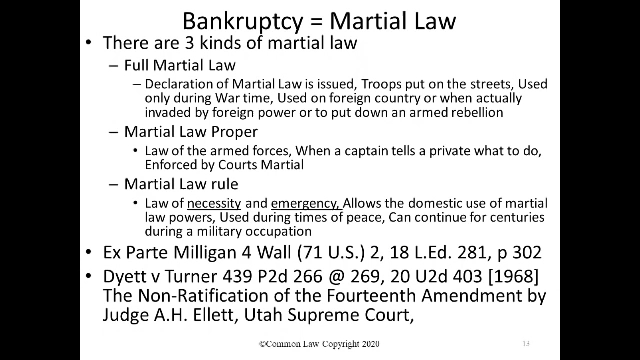 Bankruptcy = Martial Law
• There are 3 kinds of martial law
– Full Martial Law
– Declaration of Martial Law is issued, Troops put on the streets, Used
only during War time, Used on foreign country or when actually
invaded by foreign power or to put down an armed rebellion
– Martial Law Proper
• Law of the armed forces, When a captain tells a private what to do,
Enforced by Courts Martial
– Martial Law rule
• Law of necessity and emergency, Allows the domestic use of martial
law powers, Used during times of peace, Can continue for centuries
during a military occupation
• Ex Parte Milligan 4 Wall (71 U.S.) 2, 18 L.Ed. 281, p 302
• Dyett v Turner 439 P2d 266 @ 269, 20 U2d 403 [1968]
The Non-Ratification of the Fourteenth Amendment by
Judge A.H. Ellett, Utah Supreme Court,
©Common Law Copyright 2020
13